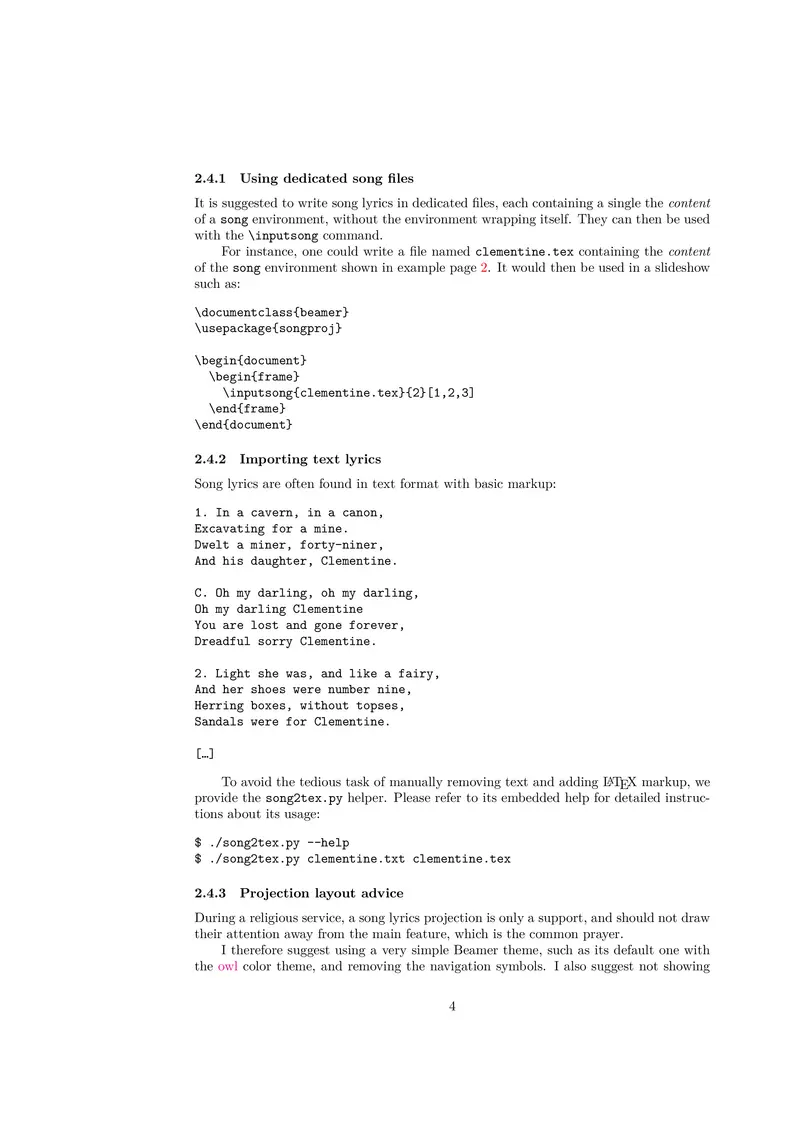 2.4.1 Using dedicated song files
It is suggested to write song lyrics in dedicated files, each containing a single the content
of a song environment, without the environment wrapping itself. They can then be used
with the \inputsong command.
For instance, one could write a file named clementine.tex containing the content
of the song environment shown in example page 2. It would then be used in a slideshow
such as:
\documentclass{beamer}
\usepackage{songproj}
\begin{document}
  \begin{frame}
    \inputsong{clementine.tex}{2}[1,2,3]
  \end{frame}
\end{document}
2.4.2 Importing text lyrics
Song lyrics are often found in text format with basic markup:
1. In a cavern, in a canon,
Excavating for a mine.
Dwelt a miner, forty-niner,
And his daughter, Clementine.
C. Oh my darling, oh my darling,
Oh my darling Clementine
You are lost and gone forever,
Dreadful sorry Clementine.
2. Light she was, and like a fairy,
And her shoes were number nine,
Herring boxes, without topses,
Sandals were for Clementine.
[…]
To avoid the tedious task of manually removing text and adding LATEX markup, we
provide the song2tex.py helper. Please refer to its embedded help for detailed instruc-
tions about its usage:
$ ./song2tex.py --help
$ ./song2tex.py clementine.txt clementine.tex
2.4.3 Projection layout advice
During a religious service, a song lyrics projection is only a support, and should not draw
their attention away from the main feature, which is the common prayer.
I therefore suggest using a very simple Beamer theme, such as its default one with
the owl color theme, and removing the navigation symbols. I also suggest not showing
4